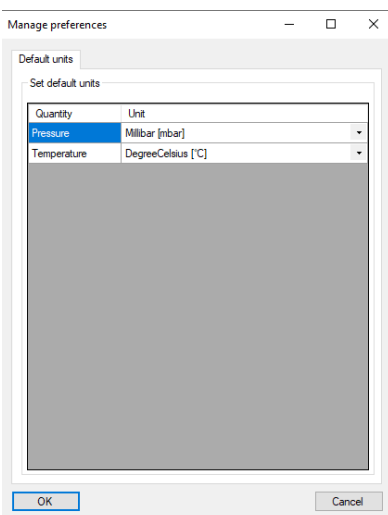 Manage preferences
Default units
Set default units
Quantity Unit
Pressure Millibar [mbar]
Temperature DegreeCelsius [°C]
OK Cancel